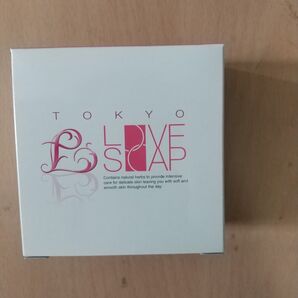 TOKYO
LOVE
SOAP
Contains natural herbs to provide intensive
care for delicate skin leaving you with soft and
smooth skin throughout the day.